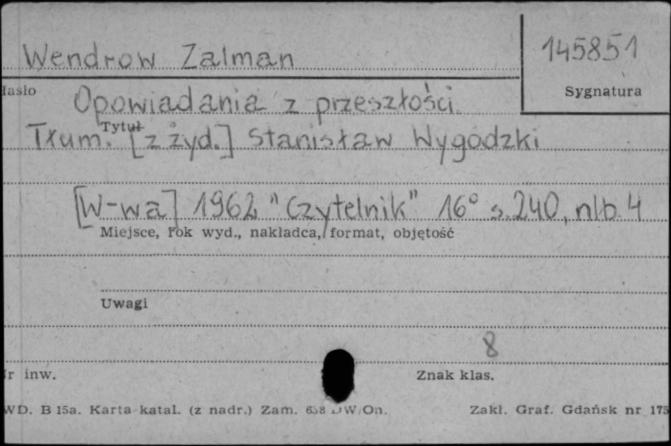 Wendrow Zalman
145851
Hasło
Sygnatura
Opowiadania z przeszłości.
Tytuł
Tłum. [z żyd.] Stanisław Wygodzki
[W-wa] 1962 "Czytelnik" 16° s. 240, nlb. 4
Miejsce, rok wyd., nakładca, format, objętość
Uwagi
8
Nr inw.
Znak klas.
WD. B 15a. Karta katal. (z nadr.) Zam. DW/On.
Zakł. Graf. Gdańsk nr 175